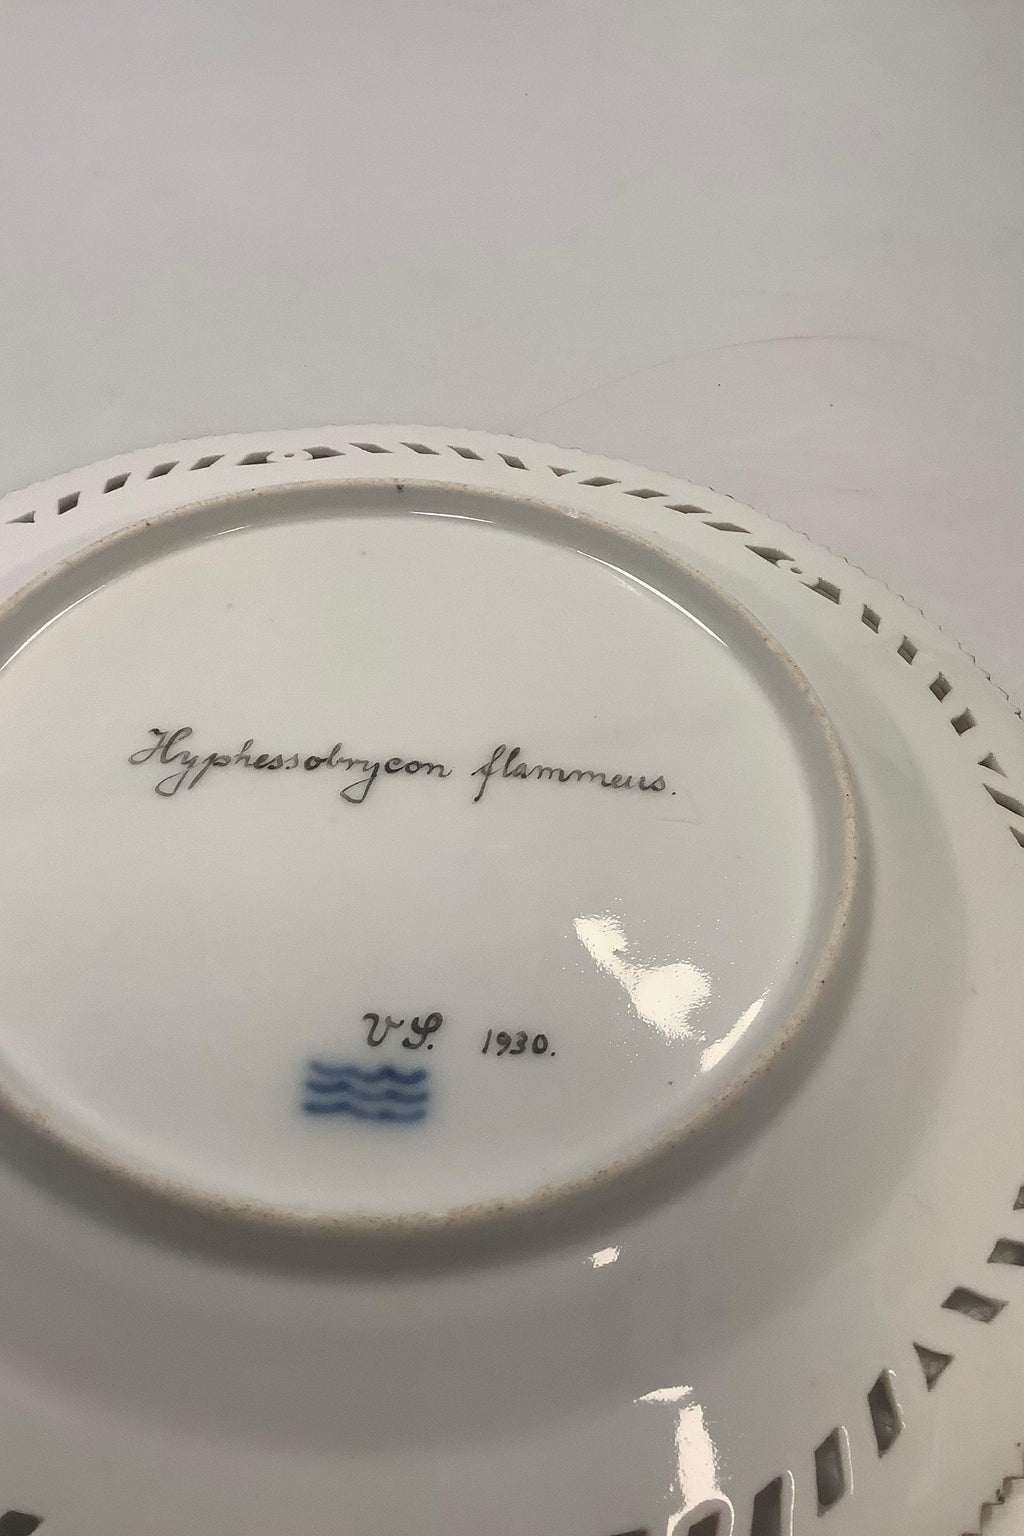 Hyphessobrycon flammeus.
V S. 1930.